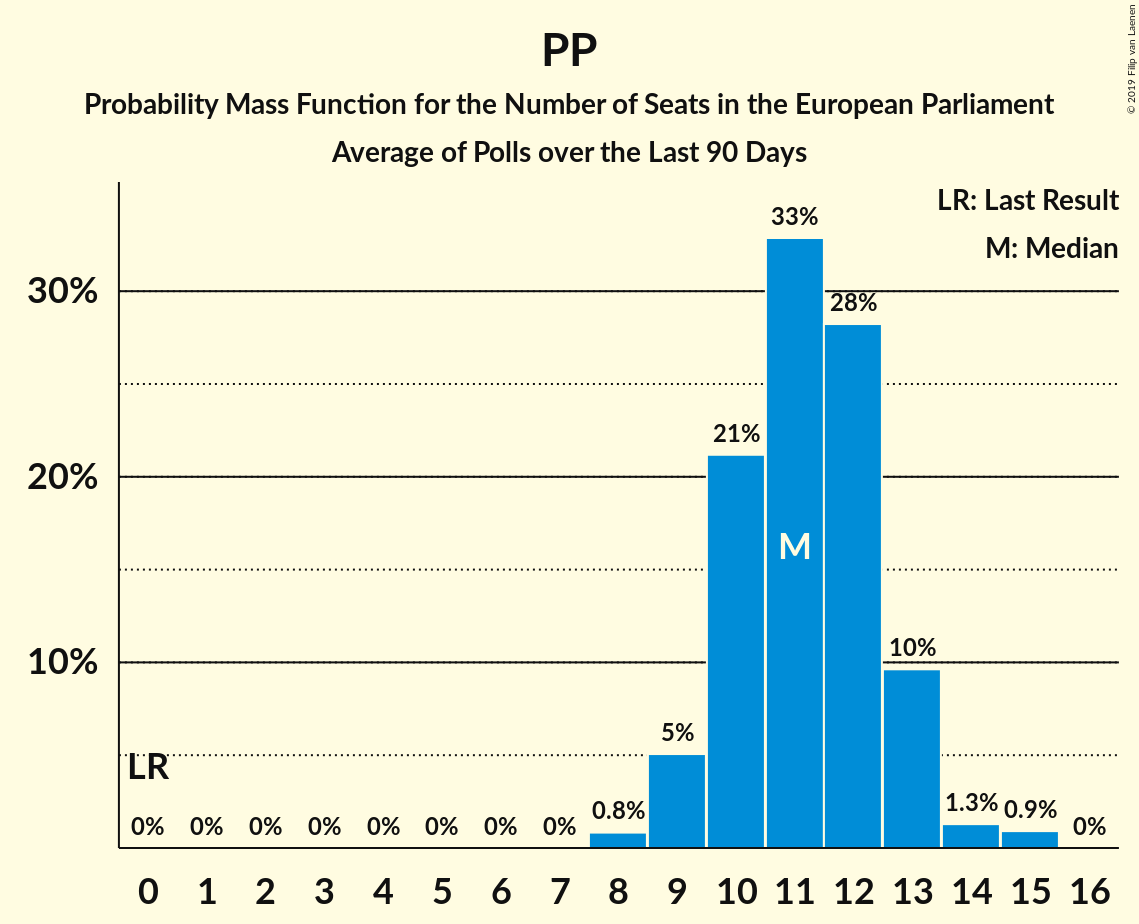 PP
Probability Mass Function for the Number of Seats in the European Parliament
Average of Polls over the Last 90 Days
© 2019 Filip van Laenen
LR: Last Result
M: Median
30%
20%
10%
33%
28%
21%
M
10%
5%
LR
0% 0% 0% 0% 0% 0% 0% 0% 0.8% 1.3% 0.9% 0%
0 1 2 3 4 5 6 7 8 9 10 11 12 13 14 15 16